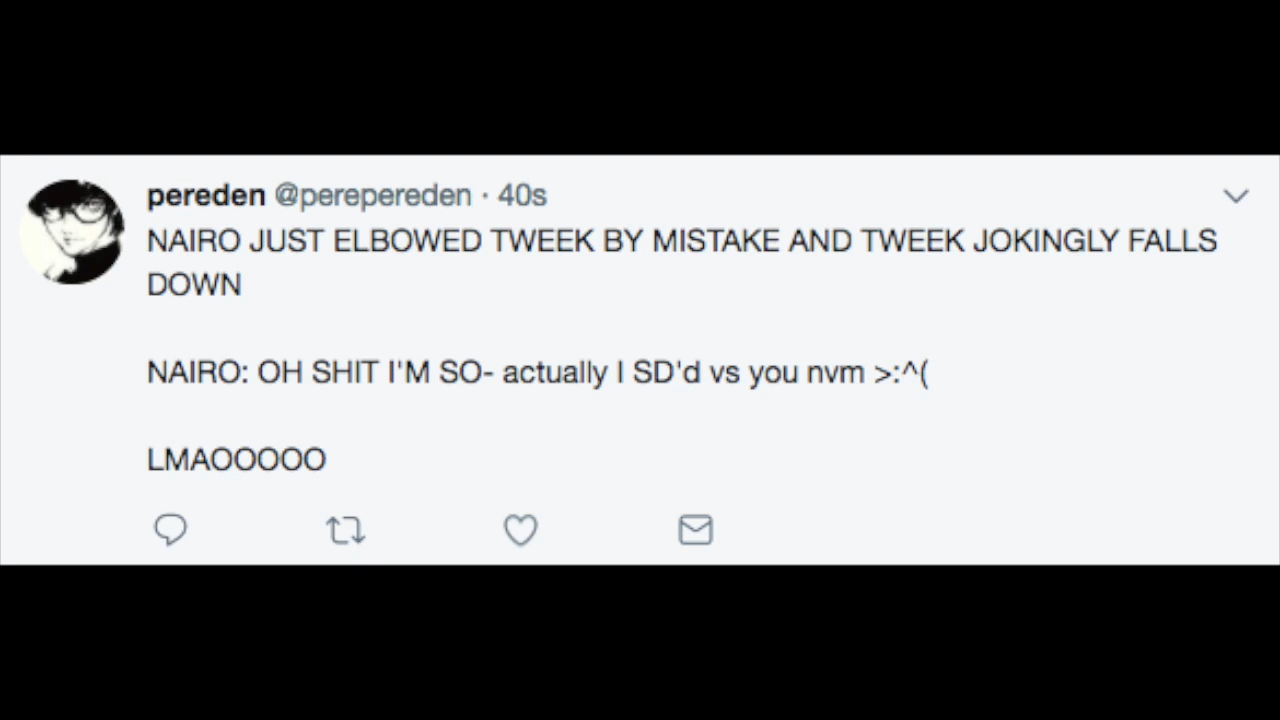 pereden @perepereden · 40s
NAIRO JUST ELBOWED TWEEK BY MISTAKE AND TWEEK JOKINGLY FALLS
DOWN
NAIRO: OH SHIT I'M SO- actually I SD'd vs you nvm >:^(
LMAOOOOO